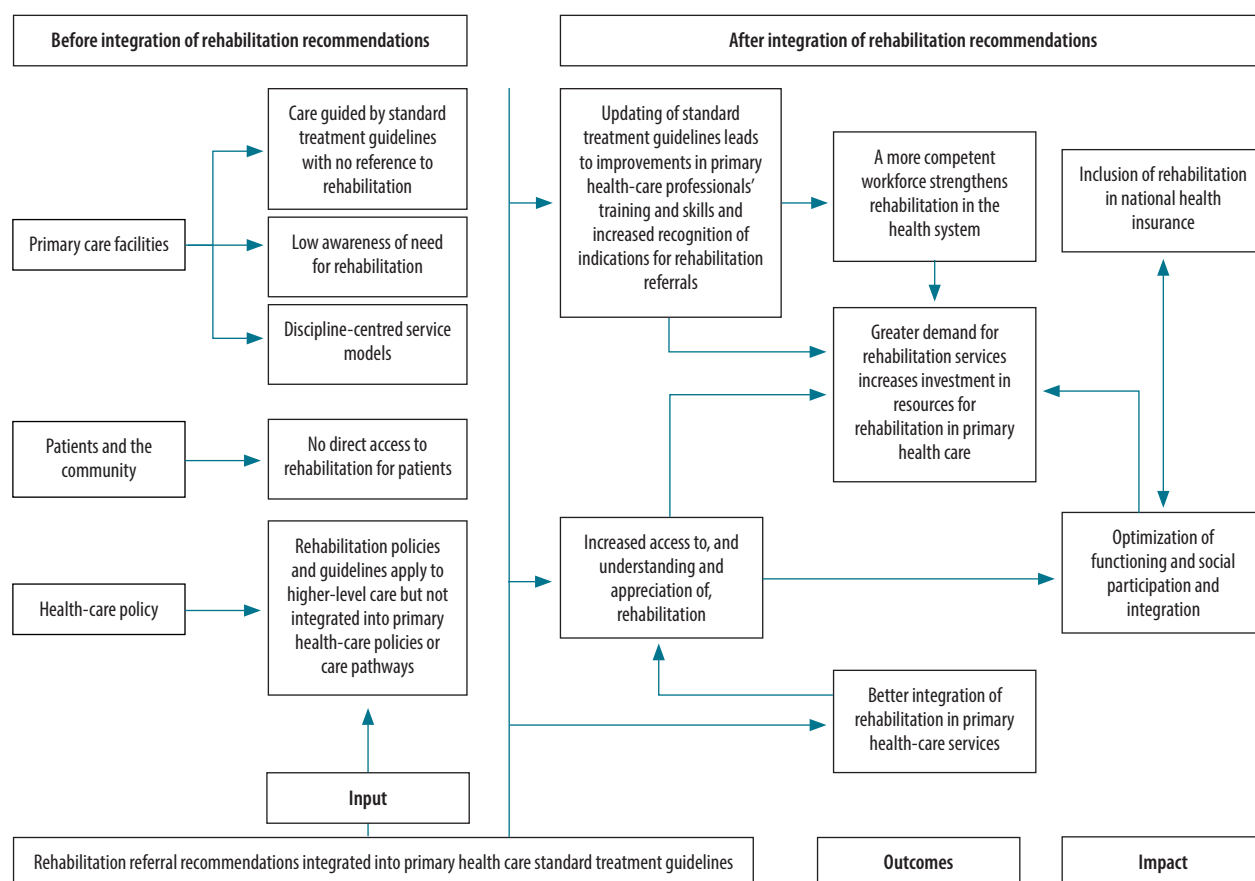 Before integration of rehabilitation recommendations
After integration of rehabilitation recommendations
Care guided by standard
treatment guidelines
with no reference to
rehabilitation
Primary care facilities
Low awareness of need
for rehabilitation
Discipline-centred service
models
Patients and the
community
No direct access to
rehabilitation for patients
Health-care policy
Rehabilitation policies
and guidelines apply to
higher-level care but not
integrated into primary
health-care policies or
care pathways
Input
Rehabilitation referral recommendations integrated into primary health care standard treatment guidelines
Updating of standard
treatment guidelines leads
to improvements in primary
health-care professionals’
training and skills and
increased recognition of
indications for rehabilitation
referrals
A more competent
workforce strengthens
rehabilitation in the
health system
Inclusion of rehabilitation
in national health
insurance
Greater demand for
rehabilitation services
increases investment in
resources for
rehabilitation in primary
health care
Increased access to, and
understanding and
appreciation of,
rehabilitation
Optimization of
functioning and social
participation and
integration
Better integration of
rehabilitation in primary
health-care services
Outcomes
Impact